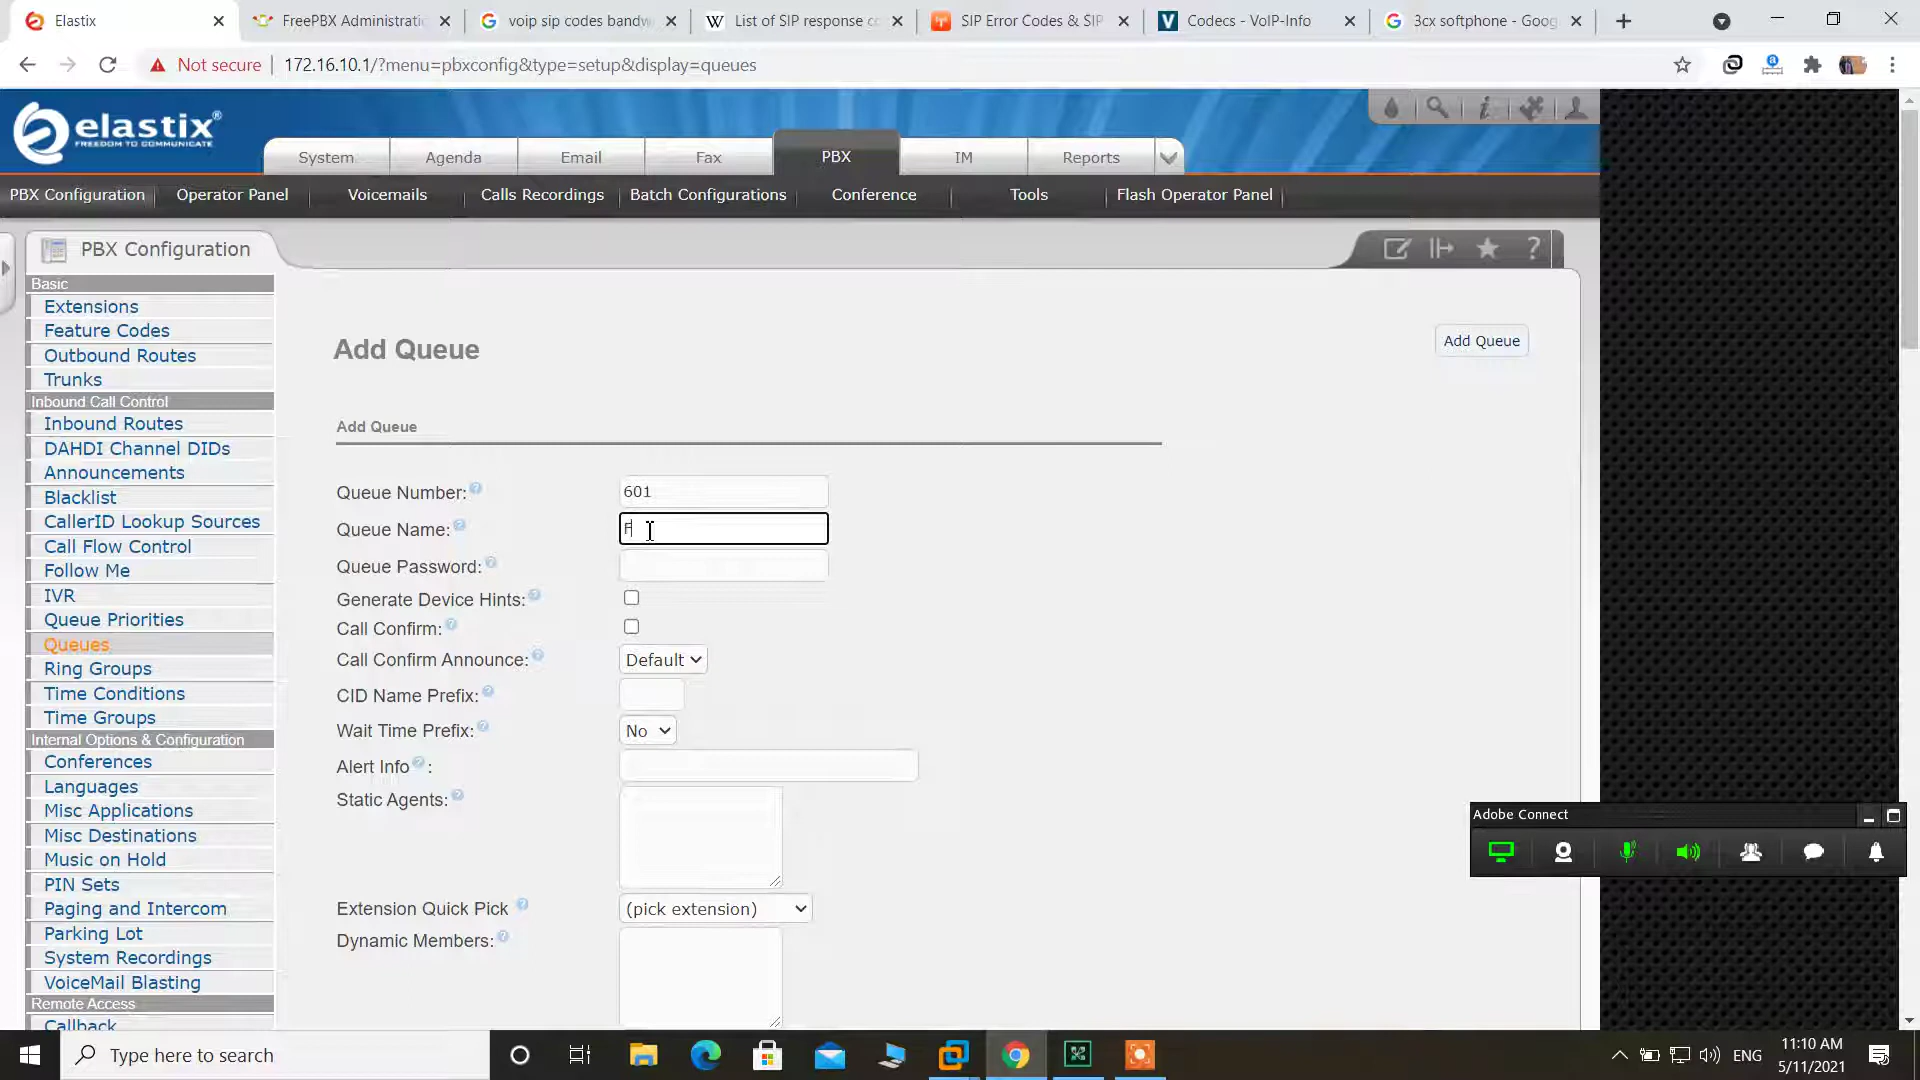 Elastix
FreePBX Administratic
voip sip codes bandw
List of SIP response co
SIP Error Codes & SIP
Codecs - VoIP-Info
3cx softphone - Goog
Not secure
172.16.10.1/?menu=pbxconfig&type=setup&display=queues
elastix
FREEDOM TO COMMUNICATE
System
Agenda
Email
Fax
PBX
IM
Reports
PBX Configuration
Operator Panel
Voicemails
Calls Recordings
Batch Configurations
Conference
Tools
Flash Operator Panel
PBX Configuration
Basic
Extensions
Feature Codes
Outbound Routes
Trunks
Inbound Call Control
Inbound Routes
DAHDI Channel DIDs
Announcements
Blacklist
CallerID Lookup Sources
Call Flow Control
Follow Me
IVR
Queue Priorities
Queues
Ring Groups
Time Conditions
Time Groups
Internal Options & Configuration
Conferences
Languages
Misc Applications
Misc Destinations
Music on Hold
PIN Sets
Paging and Intercom
Parking Lot
System Recordings
VoiceMail Blasting
Remote Access
Callback
Add Queue
Add Queue
Add Queue
Queue Number: 601
Queue Name: F
Queue Password:
Generate Device Hints:
Call Confirm:
Call Confirm Announce: Default
CID Name Prefix:
Wait Time Prefix: No
Alert Info :
Static Agents:
Extension Quick Pick (pick extension)
Dynamic Members:
Adobe Connect
Type here to search
ENG
11:10 AM
5/11/2021